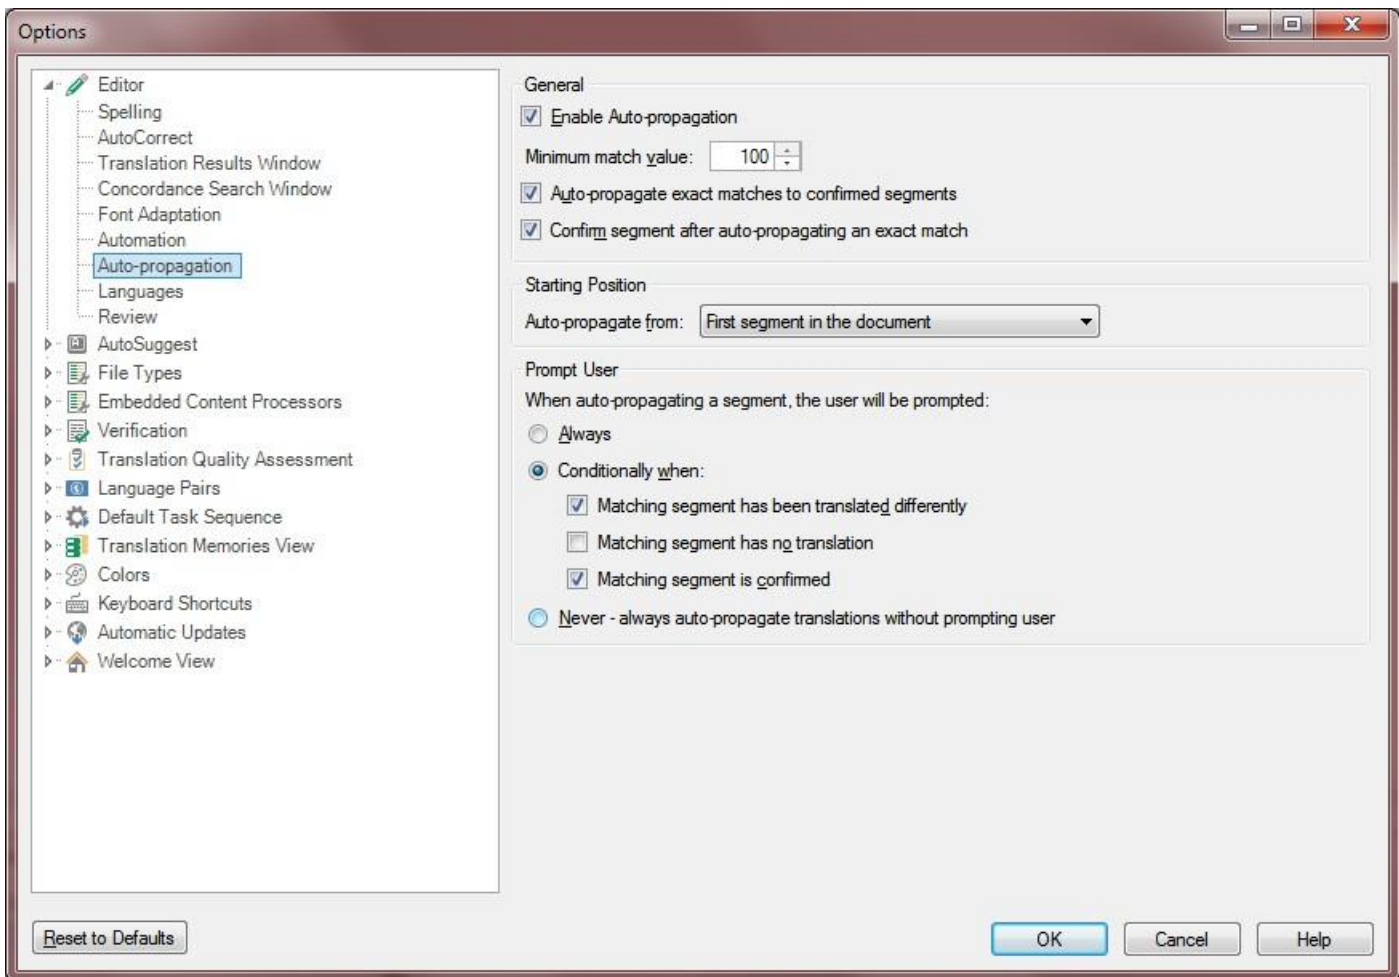 Options
Editor
Spelling
AutoCorrect
Translation Results Window
Concordance Search Window
Font Adaptation
Automation
Auto-propagation
Languages
Review
AutoSuggest
File Types
Embedded Content Processors
Verification
Translation Quality Assessment
Language Pairs
Default Task Sequence
Translation Memories View
Colors
Keyboard Shortcuts
Automatic Updates
Welcome View
General
Enable Auto-propagation
Minimum match value: 100
Auto-propagate exact matches to confirmed segments
Confirm segment after auto-propagating an exact match
Starting Position
Auto-propagate from: First segment in the document
Prompt User
When auto-propagating a segment, the user will be prompted:
Always
Conditionally when:
Matching segment has been translated differently
Matching segment has no translation
Matching segment is confirmed
Never - always auto-propagate translations without prompting user
Reset to Defaults
OK
Cancel
Help